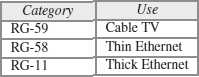 Category Use
RG-59 Cable TV
RG-58 Thin Ethernet
RG-11 Thick Ethernet